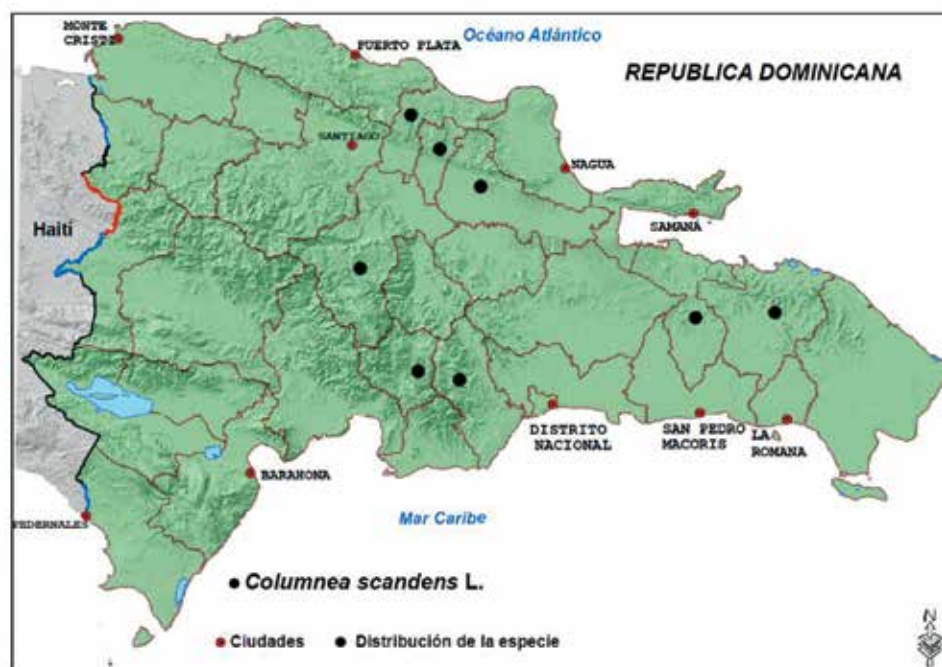 MONTE
CRISTI
PUERTO PLATA
Océano Atlántico
REPUBLICA DOMINICANA
SANTIAGO
NAGUA
SAMANÁ
Haití
DISTRITO
NACIONAL
SAN PEDRO
MACORIS
LA
ROMANA
BARAHONA
PEDERNALES
Mar Caribe
Columnea scandens L.
Ciudades
Distribución de la especie
N